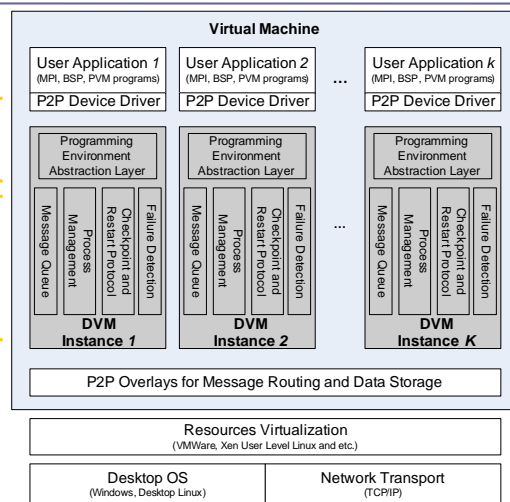 Virtual Machine
User Application 1
(MPI, BSP, PVM programs)
P2P Device Driver
User Application 2
(MPI, BSP, PVM programs)
P2P Device Driver
...
User Application k
(MPI, BSP, PVM programs)
P2P Device Driver
Programming
Environment
Abstraction Layer
Message Queue
Process
Management
Checkpoint and
Restart Protocol
Failure Detection
DVM
Instance 1
Programming
Environment
Abstraction Layer
Message Queue
Process
Management
Checkpoint and
Restart Protocol
Failure Detection
DVM
Instance 2
...
Programming
Environment
Abstraction Layer
Message Queue
Process
Management
Checkpoint and
Restart Protocol
Failure Detection
DVM
Instance K
P2P Overlays for Message Routing and Data Storage
Resources Virtualization
(VMWare, Xen User Level Linux and etc.)
Desktop OS
(Windows, Desktop Linux)
Network Transport
(TCP/IP)